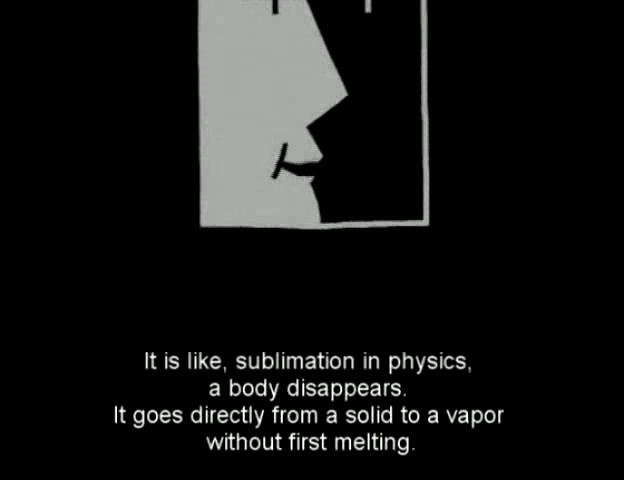 It is like, sublimation in physics,
a body disappears.
It goes directly from a solid to a vapor
without first melting.